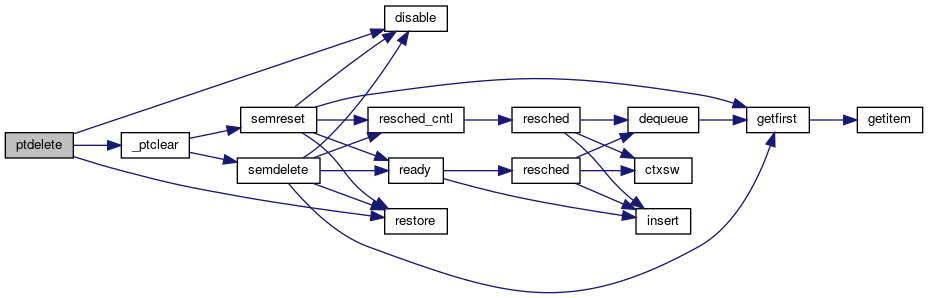 disable
semreset
resched_cntl
resched
dequeue
getfirst
getitem
ptdelete
_ptclear
semdelete
ready
resched
ctxsw
restore
insert